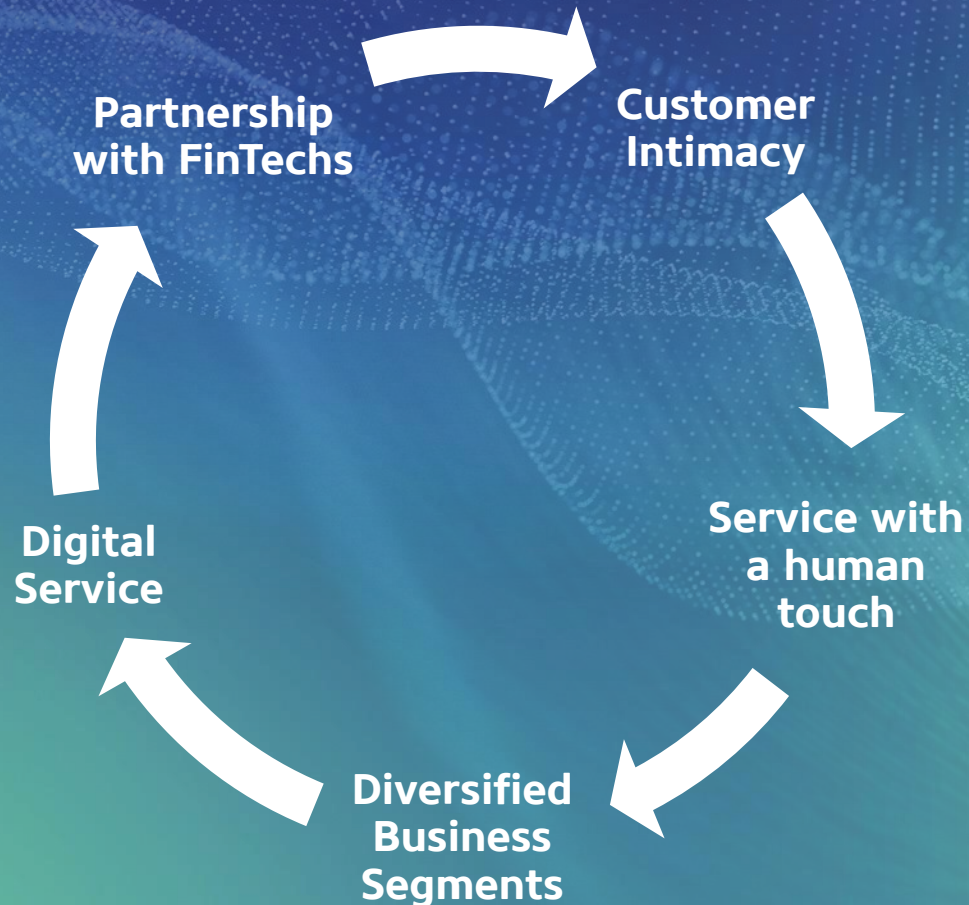 Partnership
with FinTechs
Customer
Intimacy
Service with
a human
touch
Diversified
Business
Segments
Digital
Service